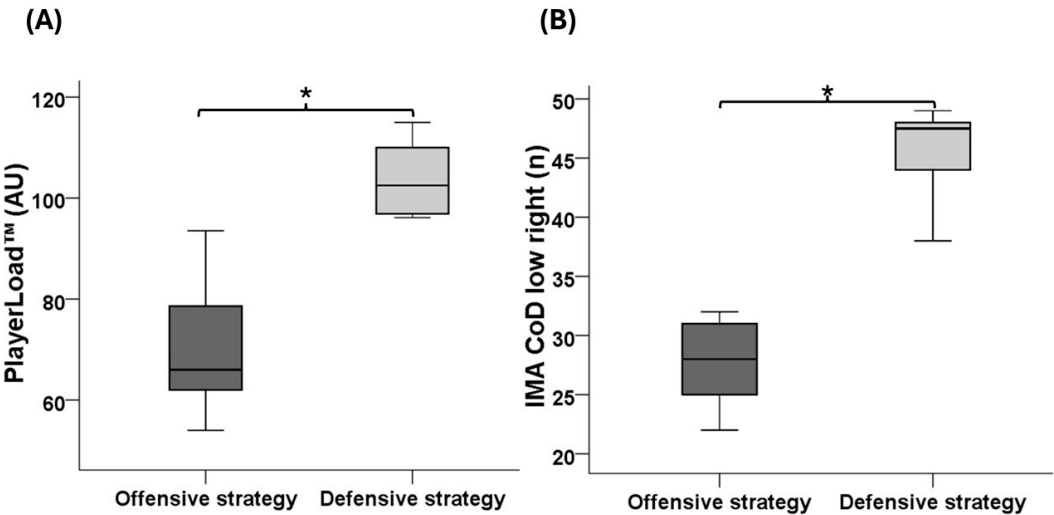 (A)
PlayerLoad™ (AU)
120
100
80
60
*
Offensive strategy
Defensive strategy
(B)
IMA CoD low right (n)
50
45
40
35
30
25
20
*
Offensive strategy
Defensive strategy